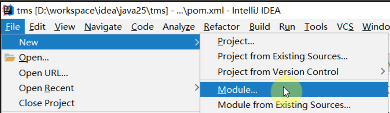 tms [D:\workspace\idea\java25\tms] - ...\pom.xml - IntelliJ IDEA
File Edit View Navigate Code Analyze Refactor Build Run Tools VCS Window
New
Project...
Open...
Project from Existing Sources...
Open URL...
Project from Version Control
Open Recent
Module...
Close Project
Module from Existing Sources...